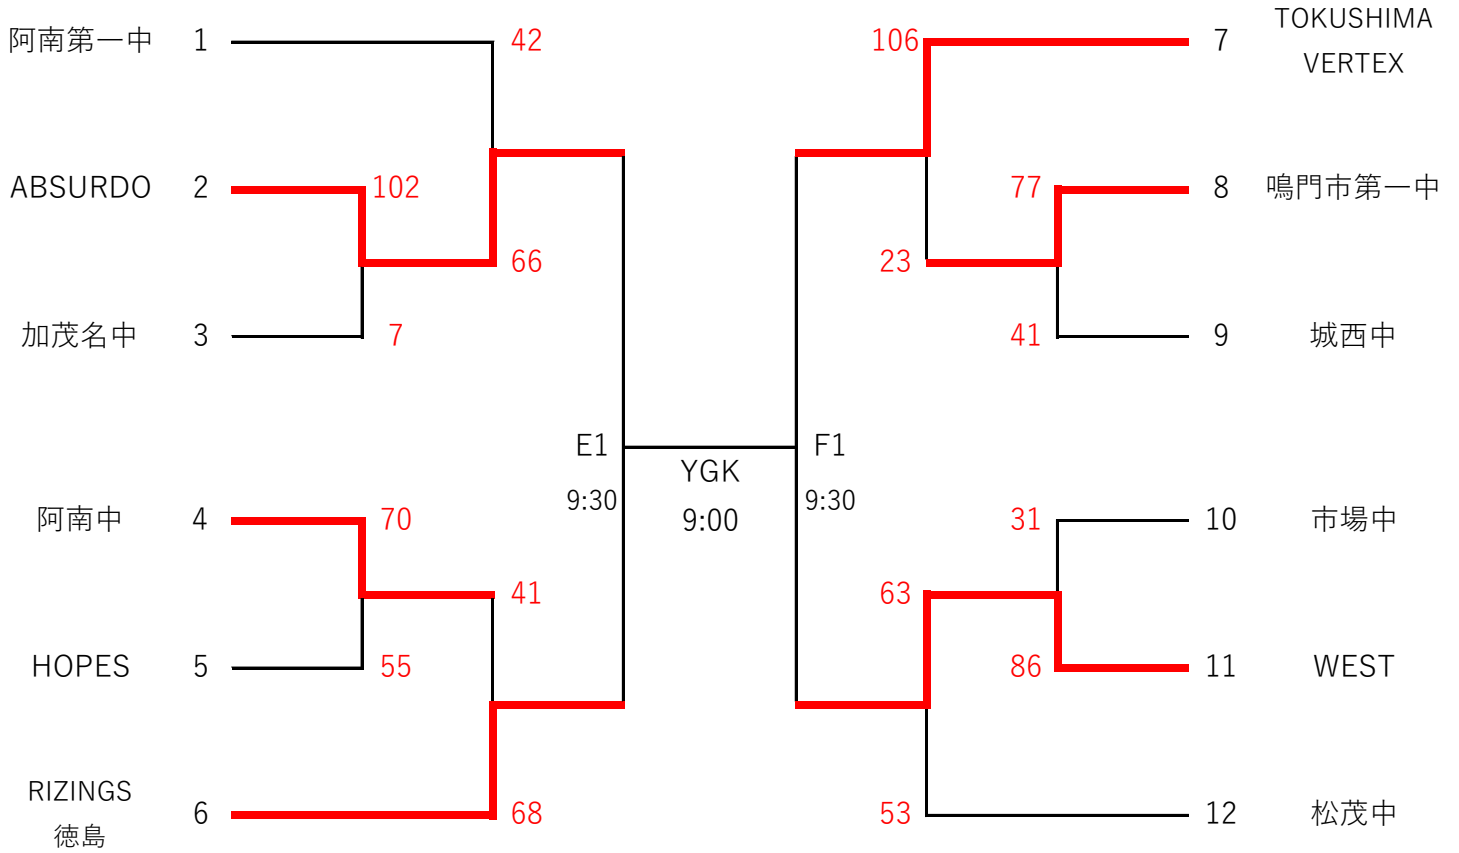 阿南第一中 1 42
ABSURDO 2 102
66
加茂名中 3 7
阿南中 4 70
41
HOPES 5 55
RIZINGS
徳島
6 68
E1
9:30
YGK
9:00
F1
9:30
106 7 TOKUSHIMA
VERTEX
77 8 鳴門市第一中
23
41 9 城西中
31 10 市場中
63
86 11 WEST
53 12 松茂中